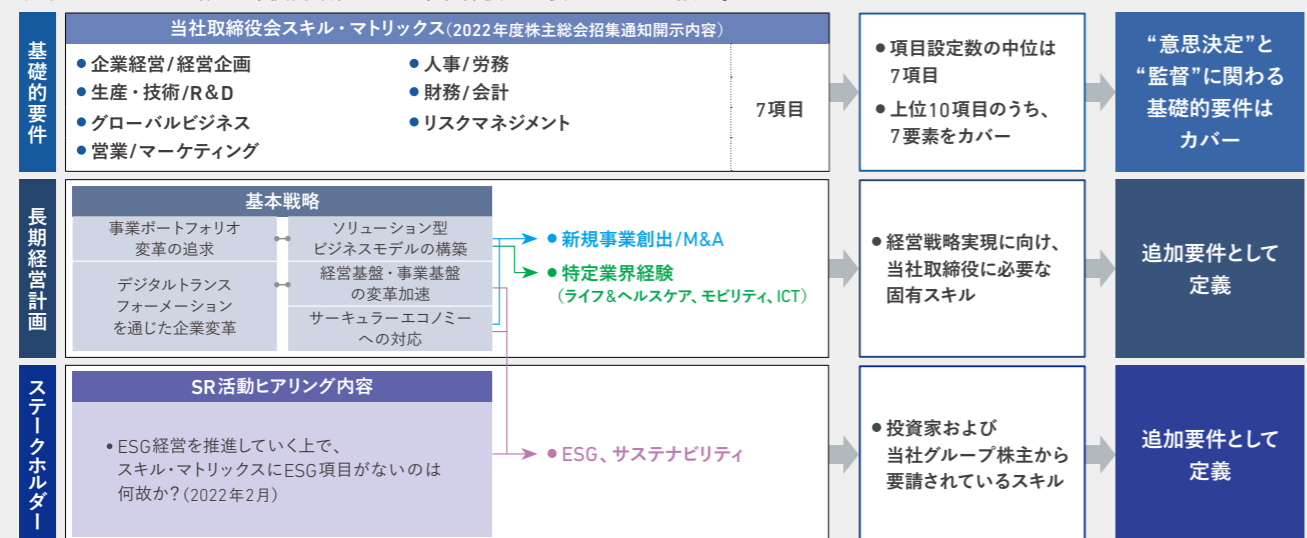 基礎的要件
当社取締役会スキル・マトリックス(2022年度株主総会招集通知開示内容)
●企業経営/経営企画
●生産・技術/R&D
●グローバルビジネス
●営業/マーケティング
●人事/労務
●財務/会計
●リスクマネジメント
7項目
●項目設定数の中位は
7項目
●上位10項目のうち、
7要素をカバー
“意思決定”と
“監督”に関わる
基礎的要件は
カバー
長期経営計画
基本戦略
事業ポートフォリオ
変革の追求
デジタルトランス
フォーメーション
を通じた企業変革
ソリューション型
ビジネスモデルの構築
経営基盤・事業基盤
の変革加速
サーキュラーエコノミー
への対応
●新規事業創出/M&A
●特定業界経験
(ライフ&ヘルスケア、モビリティ、ICT)
●経営戦略実現に向け、
当社取締役に必要な
固有スキル
追加要件として
定義
ステークホルダー
SR活動ヒアリング内容
●ESG経営を推進していく上で、
スキル・マトリックスにESG項目がないのは
何故か?(2022年2月)
●ESG、サステナビリティ
●投資家および
当社グループ株主から
要請されているスキル
追加要件として
定義